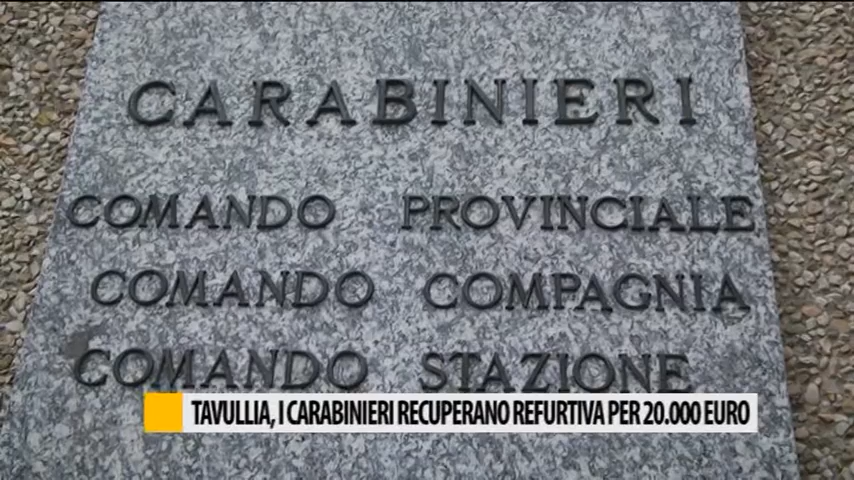 CARABINIERI
COMANDO PROVINCIALE
COMANDO COMPAGNIA
COMANDO STAZIONE
TAVULLIA, I CARABINIERI RECUPERANO REFURTIVA PER 20.000 EURO